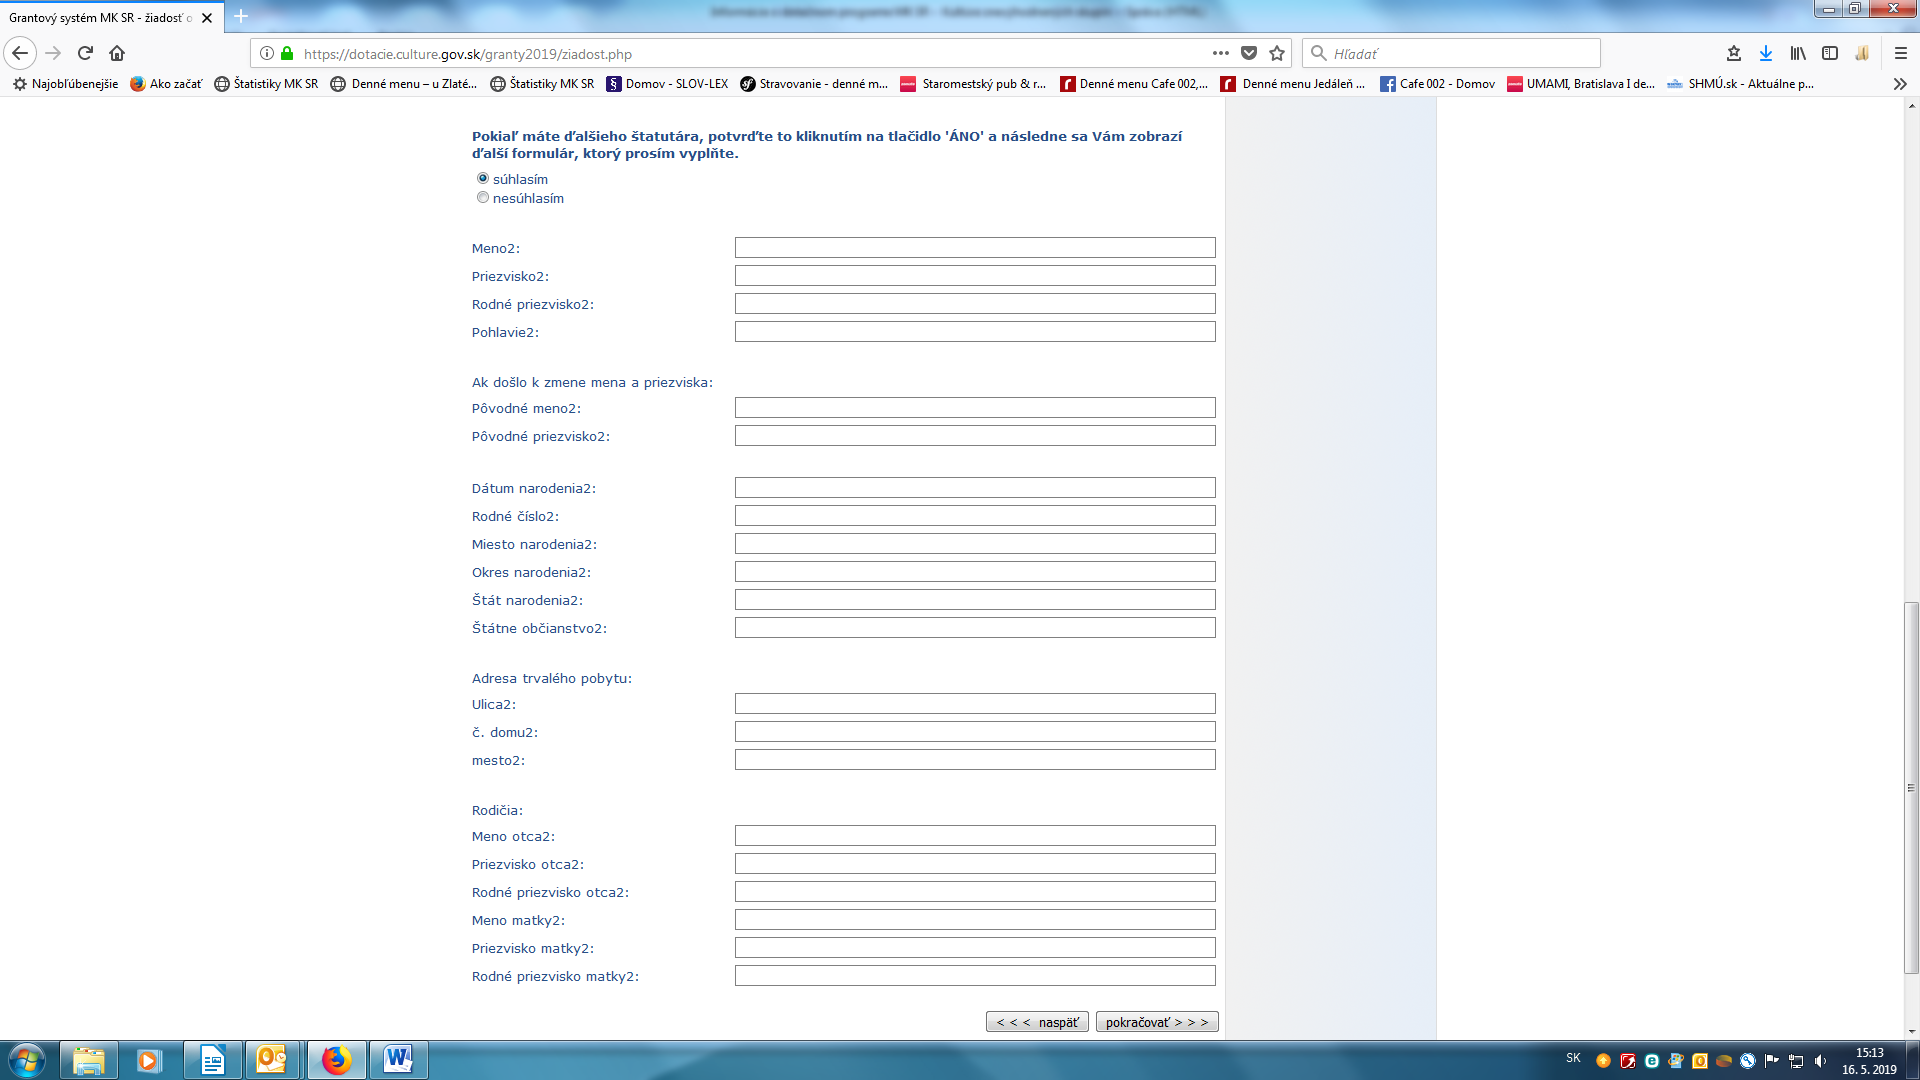 Grantový systém MK SR - žiadosť o
https://dotacie.culture.gov.sk/granty2019/ziadost.php
Hľadať
Najobľúbenejšie Ako začať Štatistiky MK SR Denné menu – u Zlaté... Štatistiky MK SR Domov - SLOV-LEX Stravovanie - denné m... Staromestský pub & r... Denné menu Cafe 002,... Denné menu Jedáleň ... Cafe 002 - Domov UMAMI, Bratislava I de... SHMÚ.sk - Aktuálne p...
Pokiaľ máte ďalšieho štatutára, potvrďte to kliknutím na tlačidlo 'ÁNO' a následne sa Vám zobrazí
ďalší formulár, ktorý prosím vyplňte.
súhlasím
nesúhlasím
Meno2:
Priezvisko2:
Rodné priezvisko2:
Pohlavie2:
Ak došlo k zmene mena a priezviska:
Pôvodné meno2:
Pôvodné priezvisko2:
Dátum narodenia2:
Rodné číslo2:
Miesto narodenia2:
Okres narodenia2:
Štát narodenia2:
Štátne občianstvo2:
Adresa trvalého pobytu:
Ulica2:
č. domu2:
mesto2:
Rodičia:
Meno otca2:
Priezvisko otca2:
Rodné priezvisko otca2:
Meno matky2:
Priezvisko matky2:
Rodné priezvisko matky2:
< < < naspäť pokračovať > > >
SK 15:13
16. 5. 2019